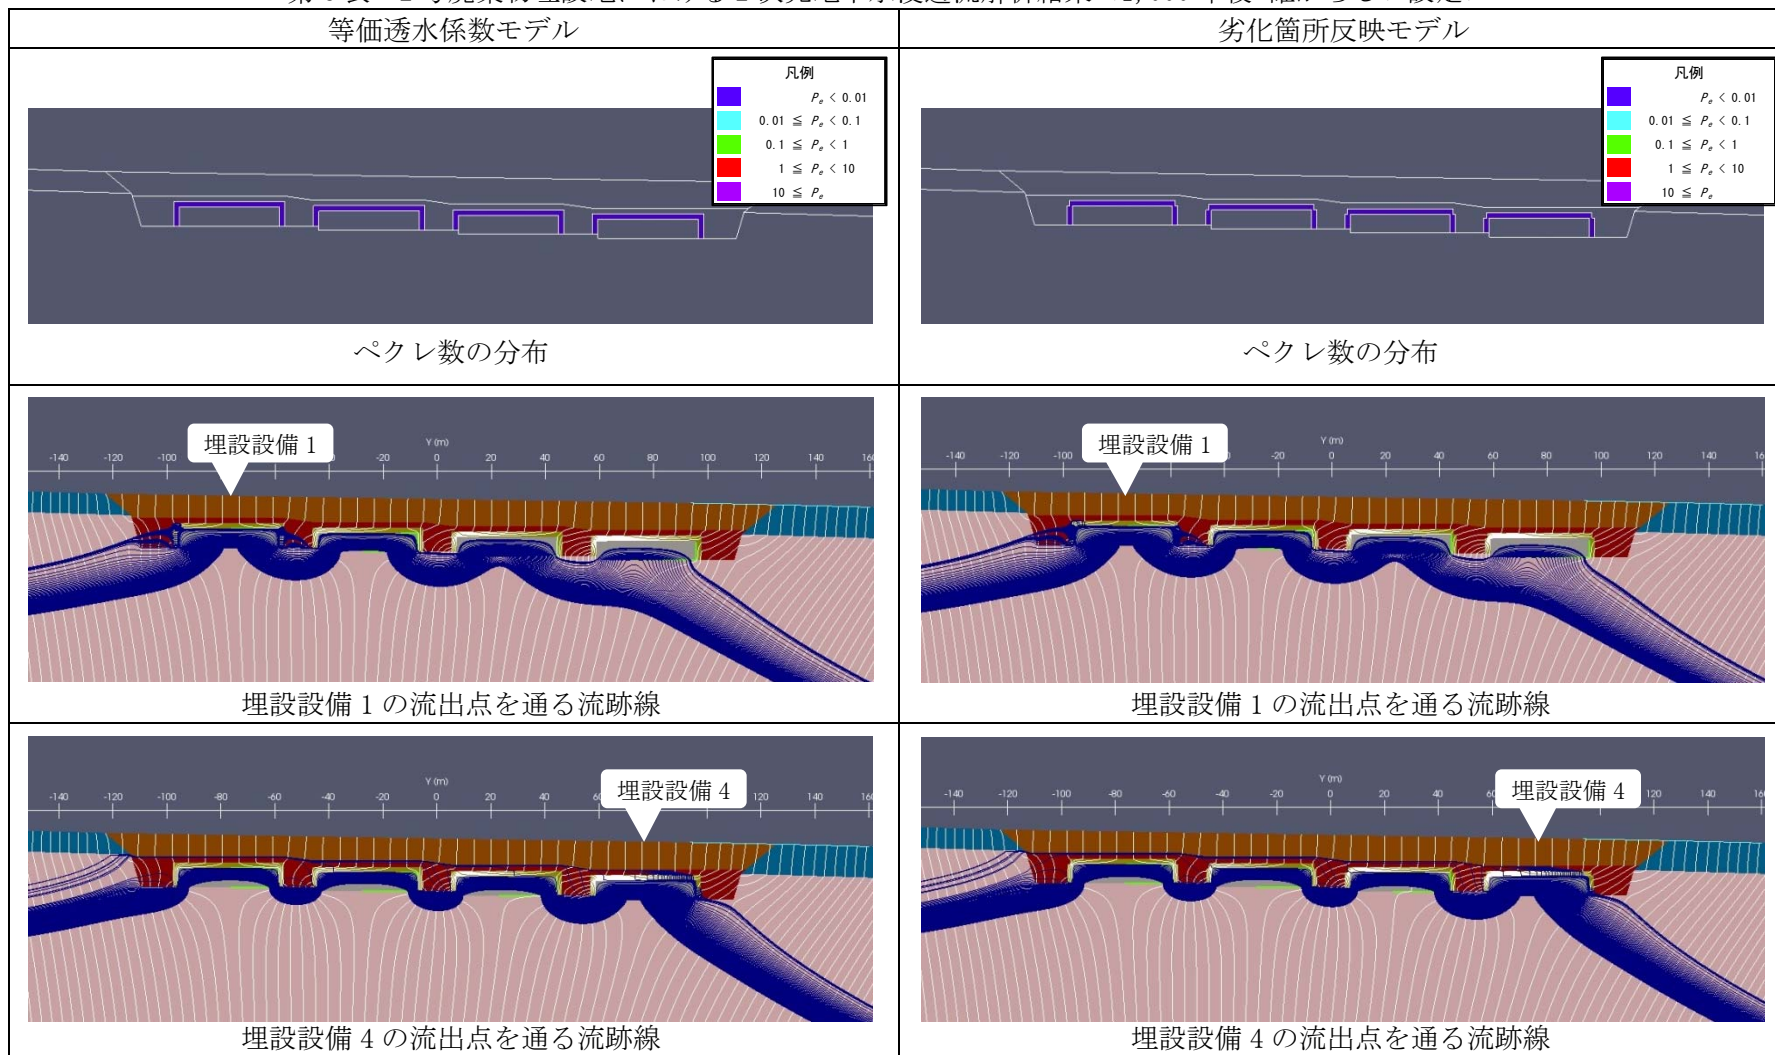 等価透水係数モデル
劣化箇所反映モデル
凡例
Pe < 0.01
0.01 ≦ Pe < 0.1
0.1 ≦ Pe < 1
1 ≦ Pe < 10
10 ≦ Pe
凡例
Pe < 0.01
0.01 ≦ Pe < 0.1
0.1 ≦ Pe < 1
1 ≦ Pe < 10
10 ≦ Pe
ペクレ数の分布
ペクレ数の分布
埋設設備 1
Y (m)
-140 -120 -100 -40 -20 0 20 40 60 80 100 120 140 160
埋設設備 1
Y (m)
-140 -120 -100 -40 -20 0 20 40 60 80 100 120 140
埋設設備 1 の流出点を通る流跡線
埋設設備 1 の流出点を通る流跡線
Y (m)
埋設設備 4
-140 -120 -100 -80 -60 -40 -20 0 20 40 120 140 160
Y (m)
埋設設備 4
-140 -120 -100 -80 -60 -40 -20 0 20 40 120 140
埋設設備 4 の流出点を通る流跡線
埋設設備 4 の流出点を通る流跡線